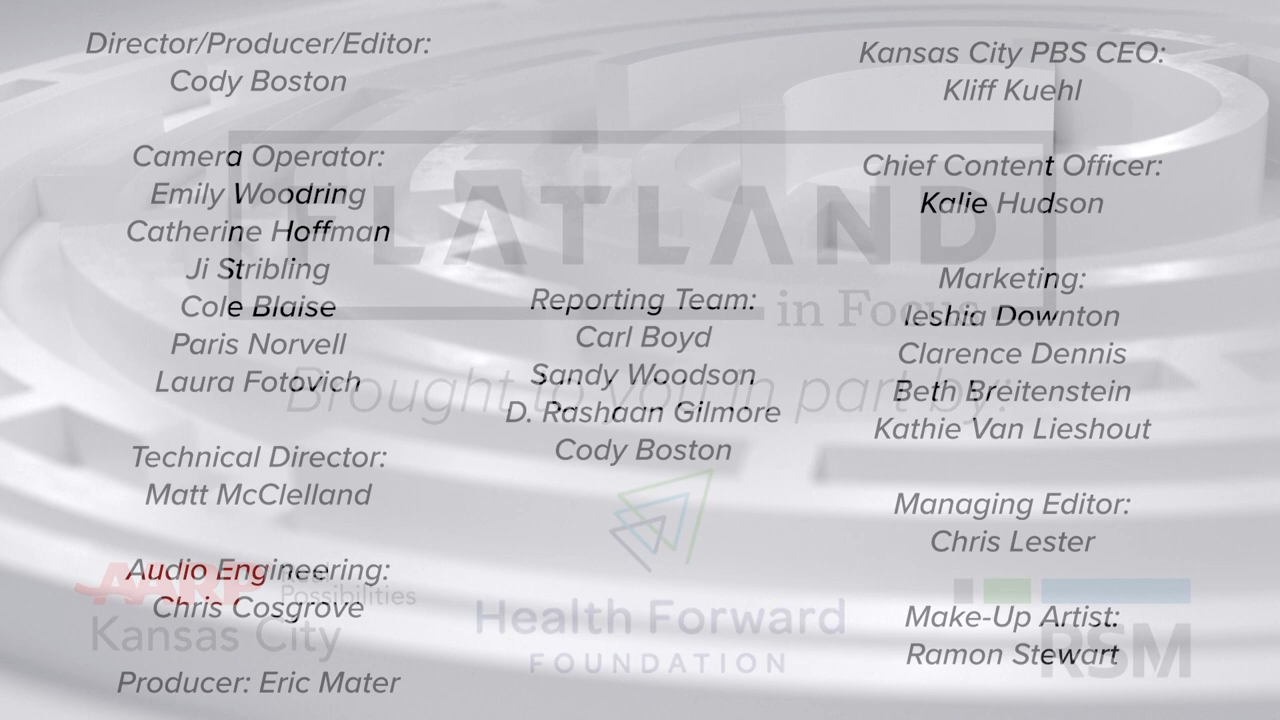 Director/Producer/Editor:
Cody Boston
Camera Operator:
Emily Woodring
Catherine Hoffman
Ji Stribling
Cole Blaise
Paris Norvell
Laura Fotovich
Technical Director:
Matt McClelland
Audio Engineering:
Chris Cosgrove
Producer: Eric Mater
Reporting Team:
Carl Boyd
Sandy Woodson
D. Rashaan Gilmore
Cody Boston
Kansas City PBS CEO:
Kliff Kuehl
Chief Content Officer:
Kalie Hudson
Marketing:
Ieshia Downton
Clarence Dennis
Beth Breitenstein
Kathie Van Lieshout
Managing Editor:
Chris Lester
Make-Up Artist:
Ramon Stewart
FLATLAND
in Focus
Brought to you in part by:
AARP
Possibilities
Kansas City
Health Forward
FOUNDATION
RSM